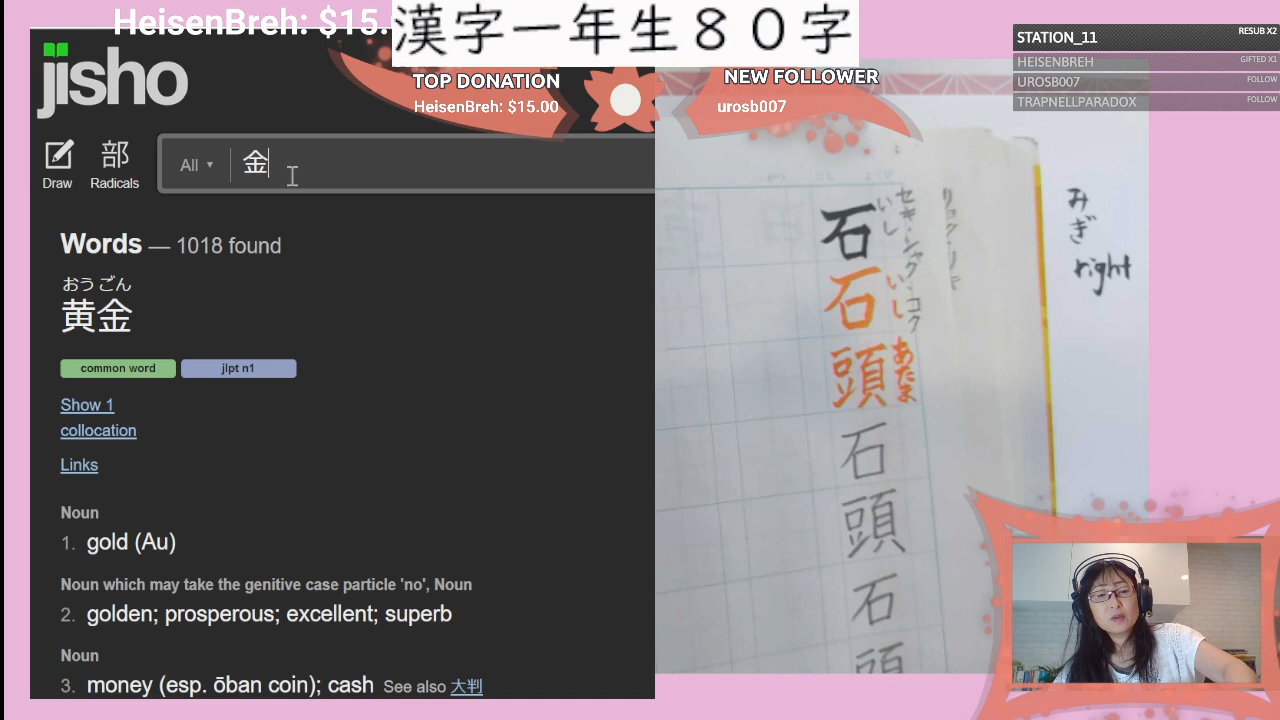 HeisenBreh: $15.
漢字一年生８０字
jisho
TOP DONATION
HeisenBreh: $15.00
NEW FOLLOWER
urosb007
STATION_11
RESUB X2
HEISENBREH
GIFTED X1
UROSB007
FOLLOW
TRAPNELLPARADOX
FOLLOW
Draw
部
Radicals
All ▾
金
Words — 1018 found
おうごん
黄金
common word
jlpt n1
Show 1
collocation
Links
Noun
1. gold (Au)
Noun which may take the genitive case particle 'no', Noun
2. golden; prosperous; excellent; superb
Noun
3. money (esp. ōban coin); cash See also 大判
みぎ
right
セキ・シャク・コク
いし
石
いし
石
あたま
頭
石
頭
石
頭